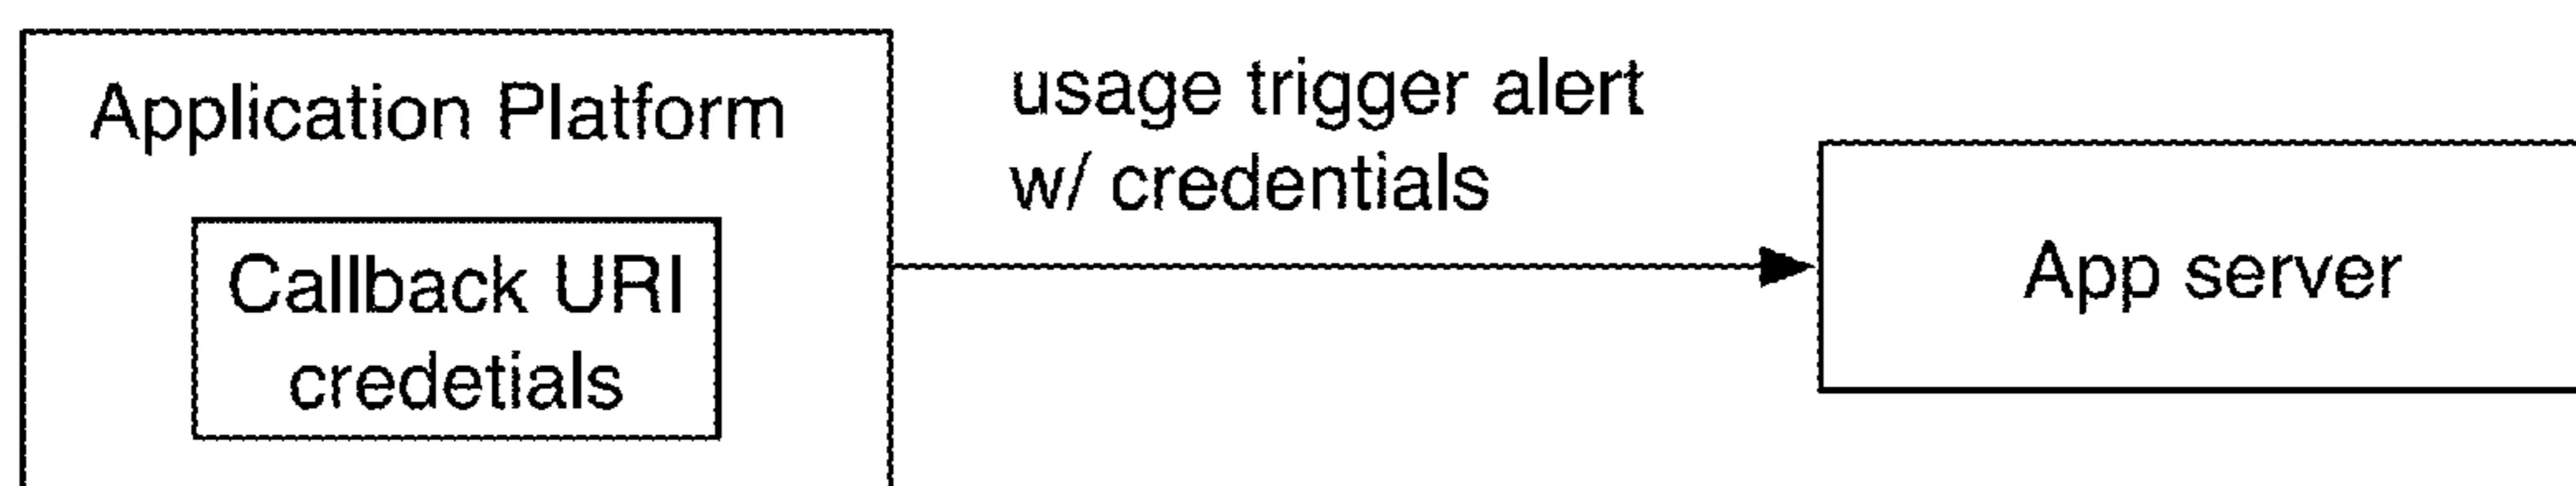 Application Platform
Callback URI
credetials
usage trigger alert
w/ credentials
App server